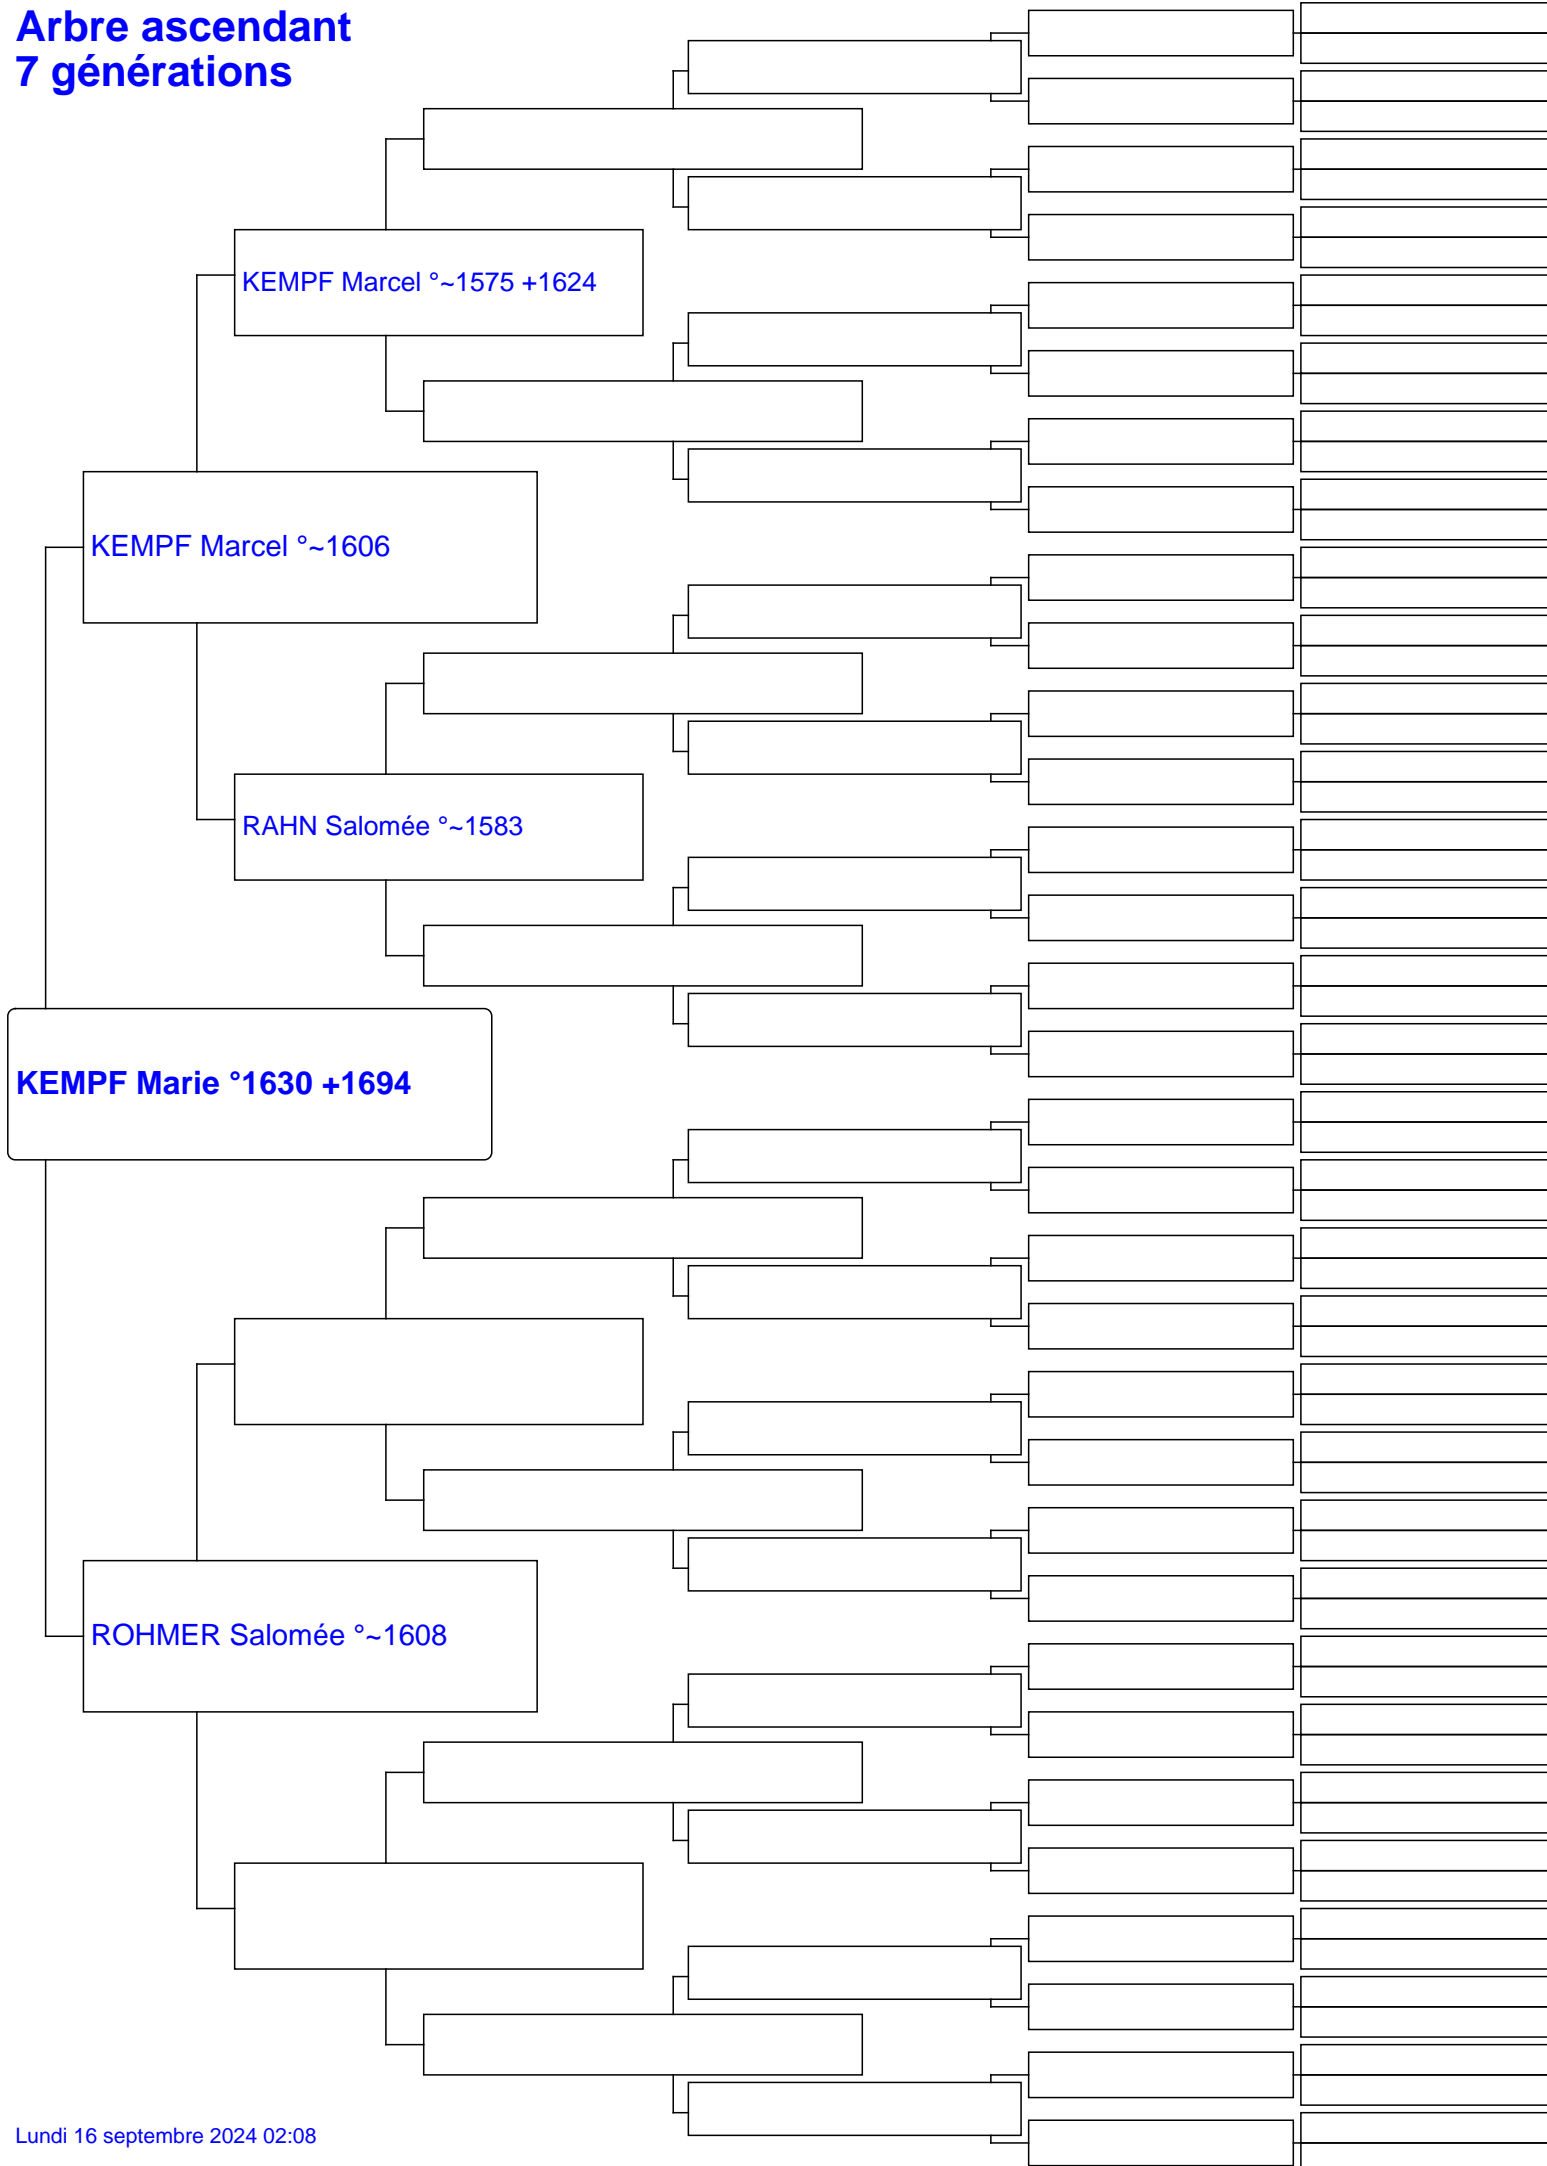 Arbre ascendant
7 générations
KEMPF Marcel °~1575 +1624
KEMPF Marcel °~1606
RAHN Salomée °~1583
KEMPF Marie °1630 +1694
ROHMER Salomée °~1608
Lundi 16 septembre 2024 02:08